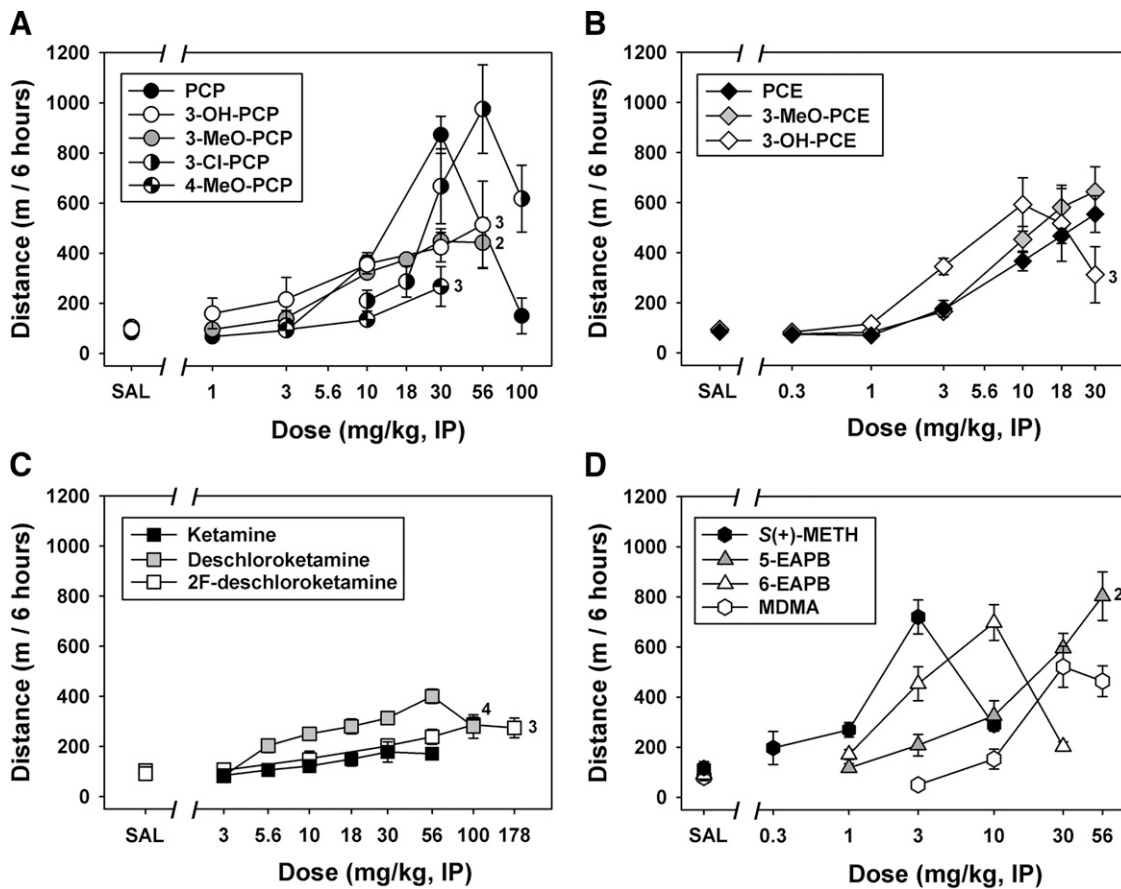 A
1200
1000
800
600
400
200
0
Distance (m / 6 hours)
PCP
3-OH-PCP
3-MeO-PCP
3-Cl-PCP
4-MeO-PCP
3
2
3
SAL 1 3 5.6 10 18 30 56 100
Dose (mg/kg, IP)
B
1200
1000
800
600
400
200
0
Distance (m / 6 hours)
PCE
3-MeO-PCE
3-OH-PCE
3
SAL 0.3 1 3 5.6 10 18 30
Dose (mg/kg, IP)
C
1200
1000
800
600
400
200
0
Distance (m / 6 hours)
Ketamine
Deschloroketamine
2F-deschloroketamine
4
3
SAL 3 5.6 10 18 30 56 100 178
Dose (mg/kg, IP)
D
1200
1000
800
600
400
200
0
Distance (m / 6 hours)
S(+)-METH
5-EAPB
6-EAPB
MDMA
2
SAL 0.3 1 3 10 30 56
Dose (mg/kg, IP)